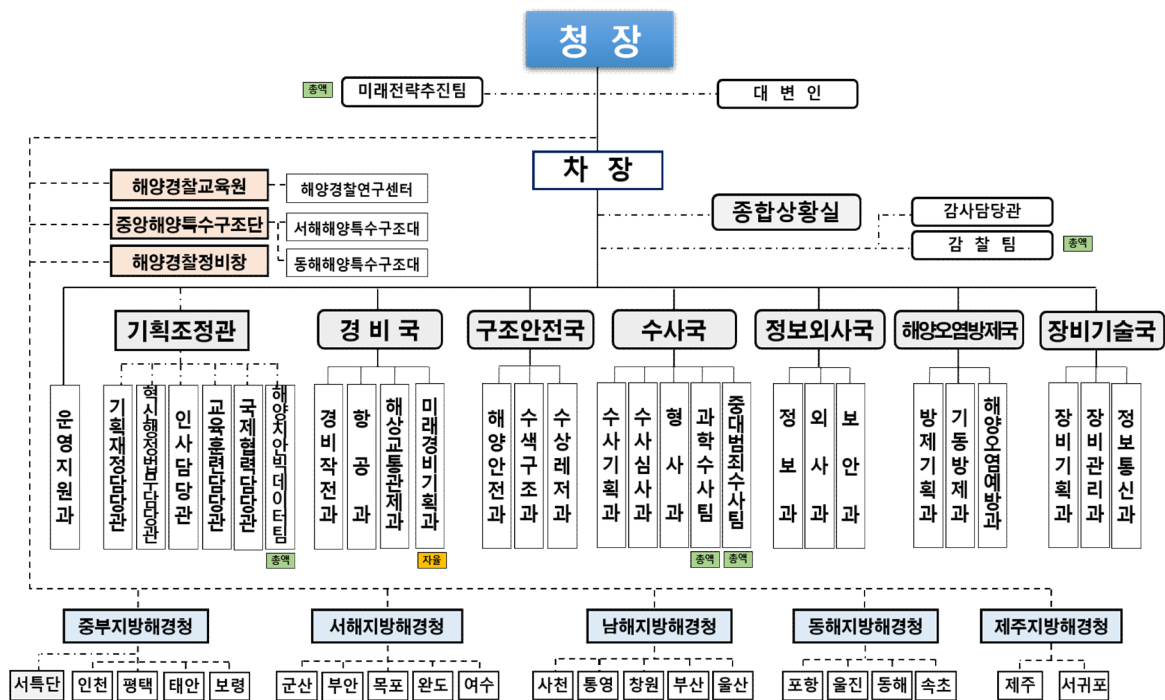 청 장
총액
미래전략추진팀
대 변 인
차 장
해양경찰교육원
해양경찰연구센터
중앙해양특수구조단
서해해양특수구조대
동해해양특수구조대
해양경찰정비창
종합상황실
감사담당관
감 찰 팀
총액
운영지원과
기획조정관
기획재정담당관
혁신행정법무담당관
인사담당관
교육훈련담당관
국제협력담당관
해양치안빅데이터팀
총액
경 비 국
경비작전과
항 공 과
해상교통관제과
미래경비기획과
자율
구조안전국
해양안전과
수색구조과
수상레저과
수사국
수사기획과
수사심사과
형 사 과
과학수사팀
총액
중대범죄수사팀
총액
정보외사국
정 보 과
외 사 과
보 안 과
해양오염방제국
방제기획과
기동방제과
해양오염예방과
장비기술국
장비기획과
장비관리과
정보통신과
중부지방해경청
서특단
인천
평택
태안
보령
서해지방해경청
군산
부안
목포
완도
여수
남해지방해경청
사천
통영
창원
부산
울산
동해지방해경청
포항
울진
동해
속초
제주지방해경청
제주
서귀포